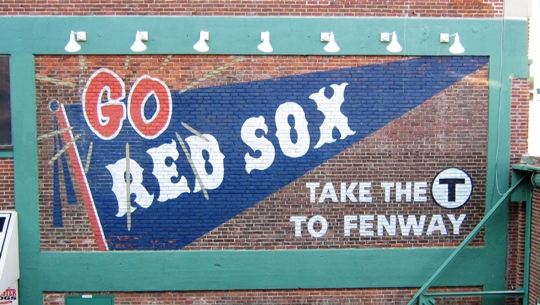 GO
RED SOX
TAKE THE T
TO FENWAY